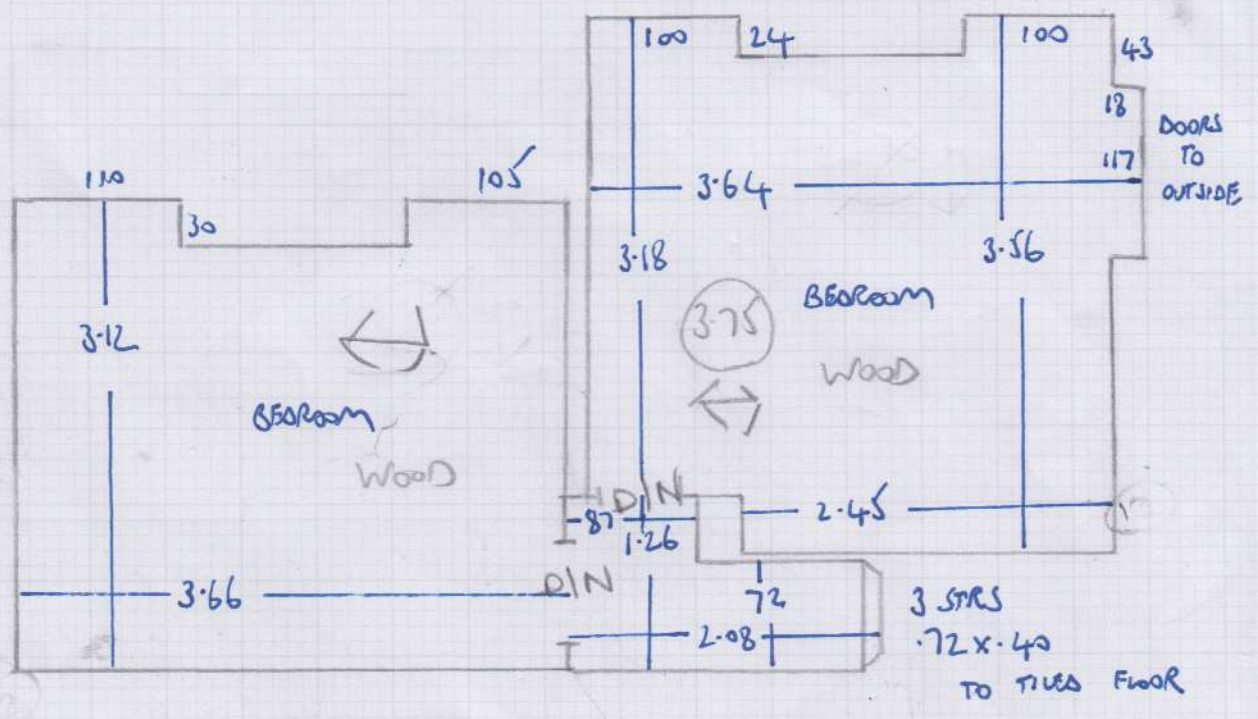 100
24
100
43
18
117
DOORS
TO
OUTSIDE
110
105
30
3.64
3.18
3.56
3.12
3.75
BEDROOM
WOOD
BEDROOM
WOOD
D/N
87
2.45
1.26
D/N
3.66
72
2.08
3 STRS
.72 x .40
TO TILED FLOOR